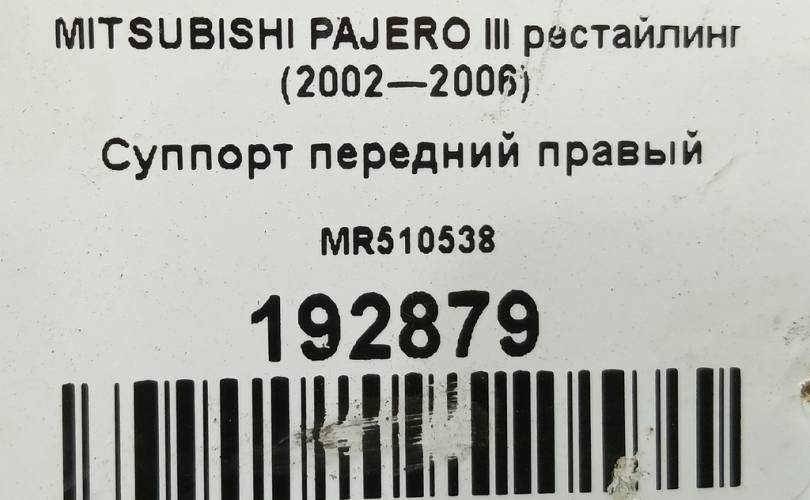 MITSUBISHI PAJERO III рестайлинг
(2002—2006)
Суппорт передний правый
MR510538
192879